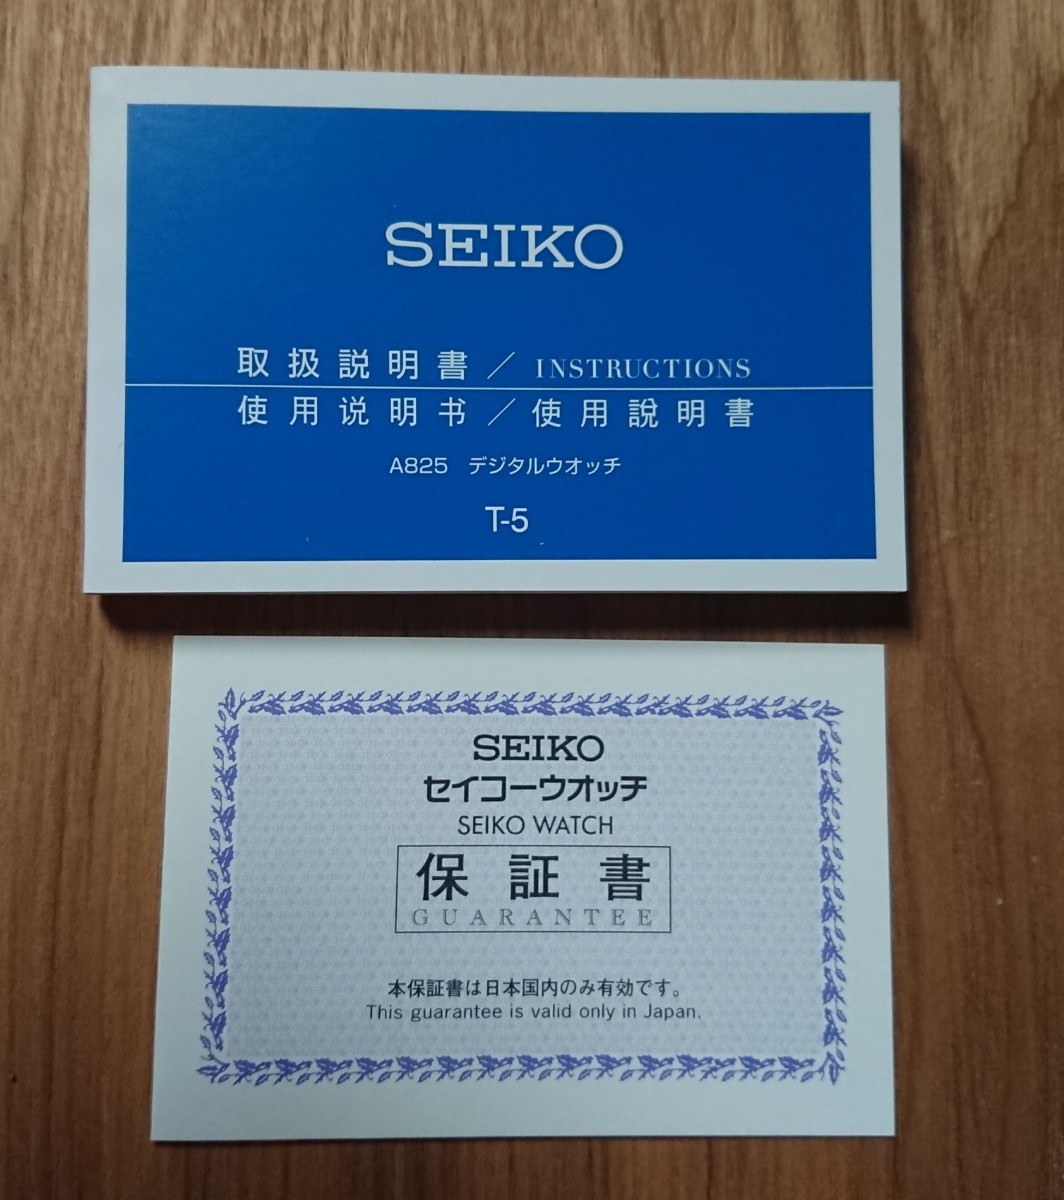 SEIKO
取扱説明書／INSTRUCTIONS
使用说明书／使用說明書
A825 デジタルウオッチ
T-5
SEIKO
セイコーウオッチ
SEIKO WATCH
保証書
GUARANTEE
本保証書は日本国内のみ有効です。
This guarantee is valid only in Japan.